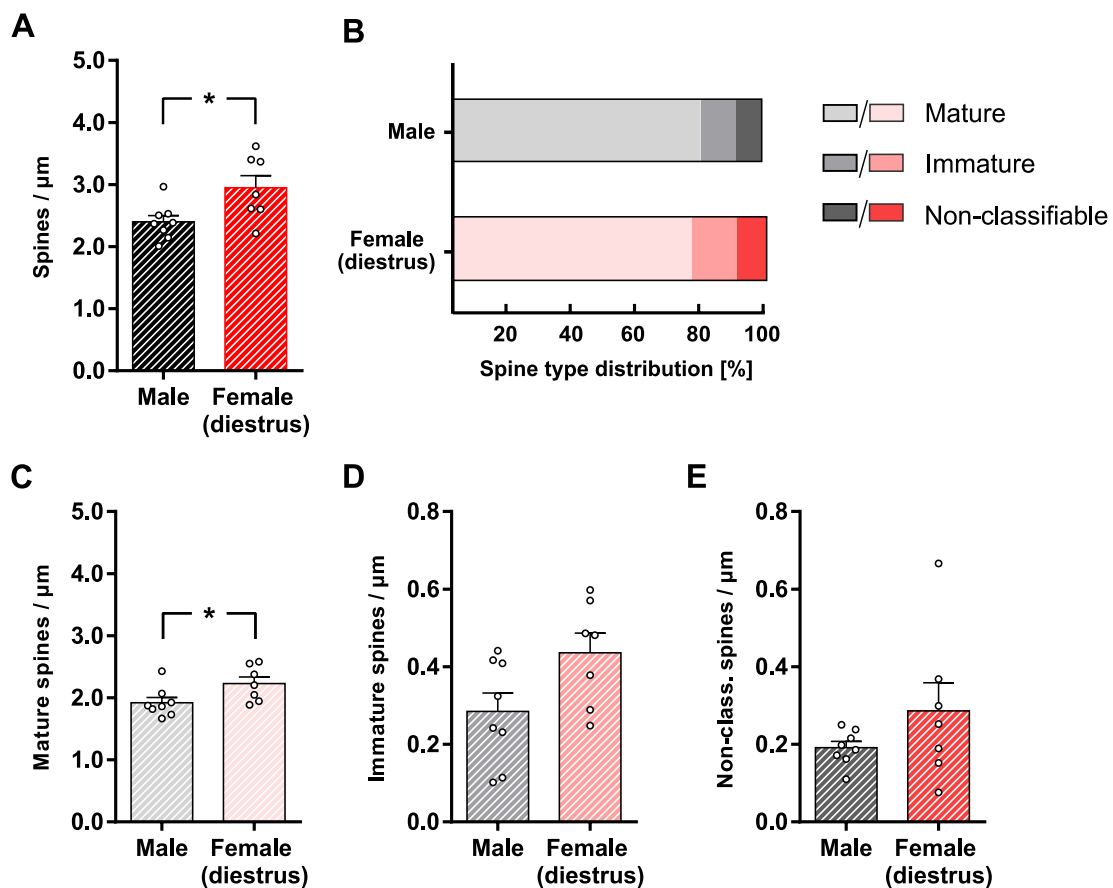 A
Spines / µm
5.0
4.0
3.0
2.0
1.0
0.0
*
Male
Female
(diestrus)
B
Male
Female
(diestrus)
20 40 60 80 100
Spine type distribution [%]
/ Mature
/ Immature
/ Non-classifiable
C
Mature spines / µm
5.0
4.0
3.0
2.0
1.0
0.0
*
Male
Female
(diestrus)
D
Immature spines / µm
0.8
0.6
0.4
0.2
0.0
Male
Female
(diestrus)
E
Non-class. spines / µm
0.8
0.6
0.4
0.2
0.0
Male
Female
(diestrus)